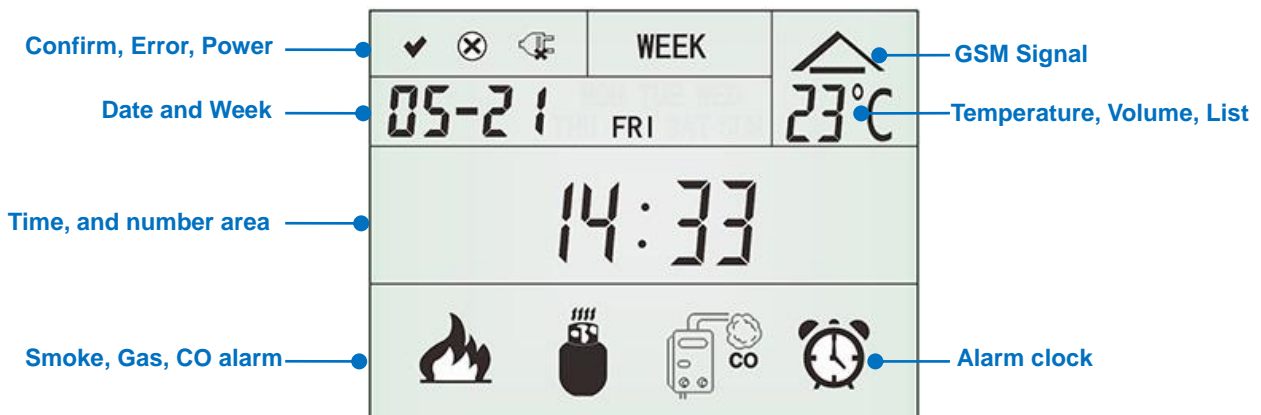 Confirm, Error, Power
WEEK
GSM Signal
Date and Week
05-21
FRI
23°C
Temperature, Volume, List
Time, and number area
14:33
Smoke, Gas, CO alarm
CO
Alarm clock